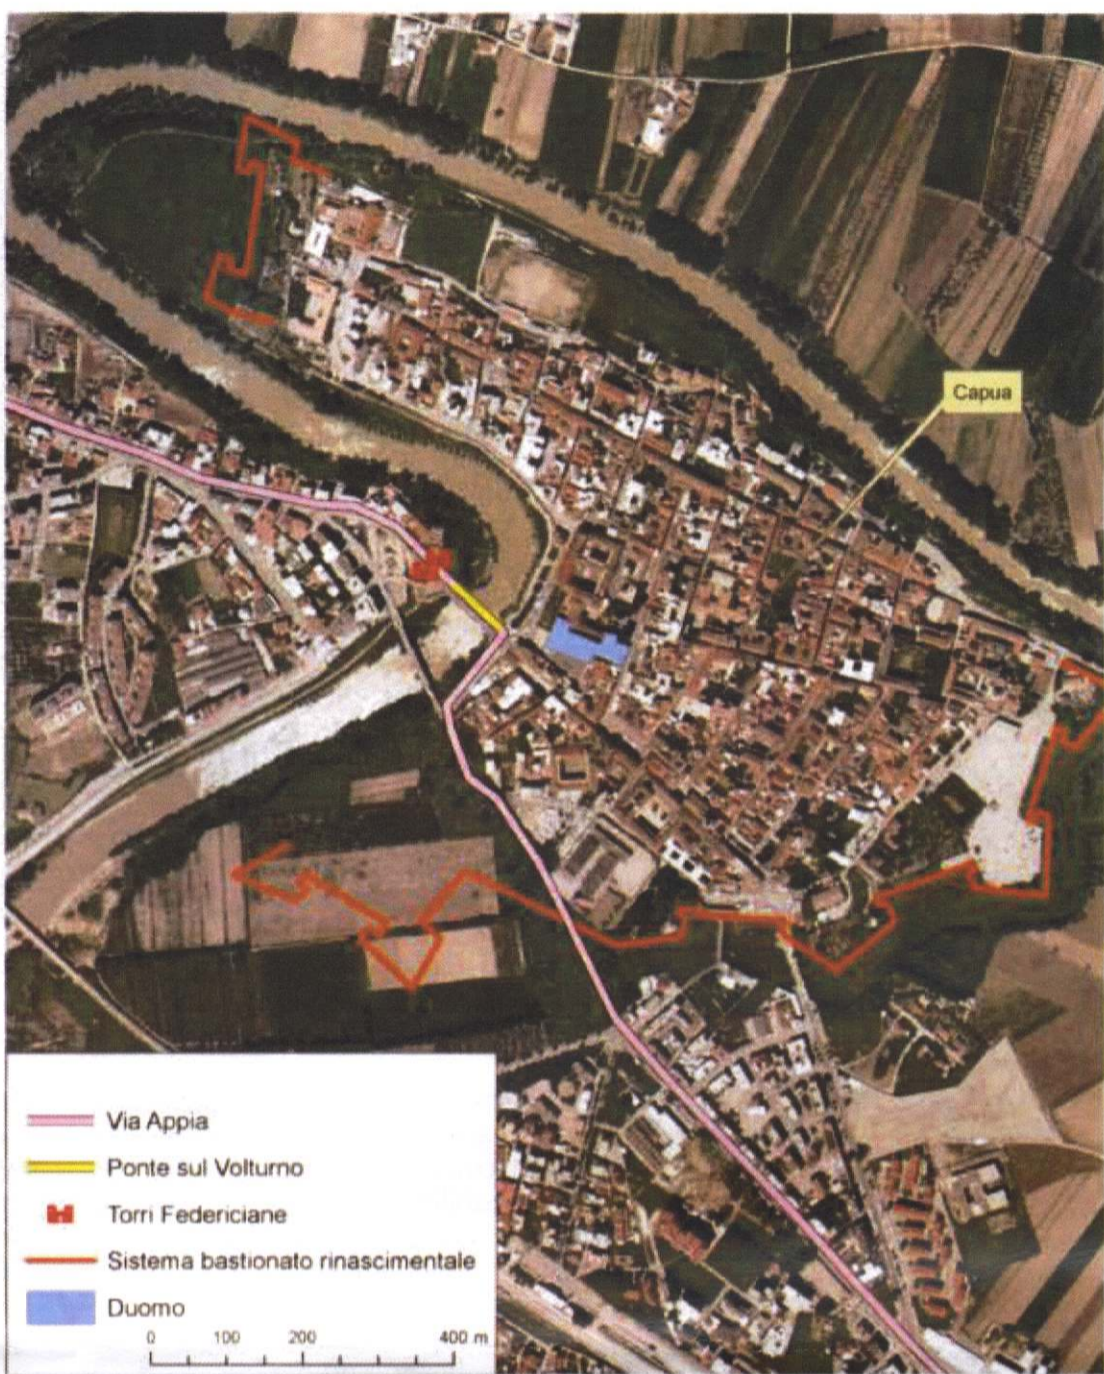 Capua
Via Appia
Ponte sul Volturno
Torri Federiciane
Sistema bastionato rinascimentale
Duomo
0 100 200 400 m